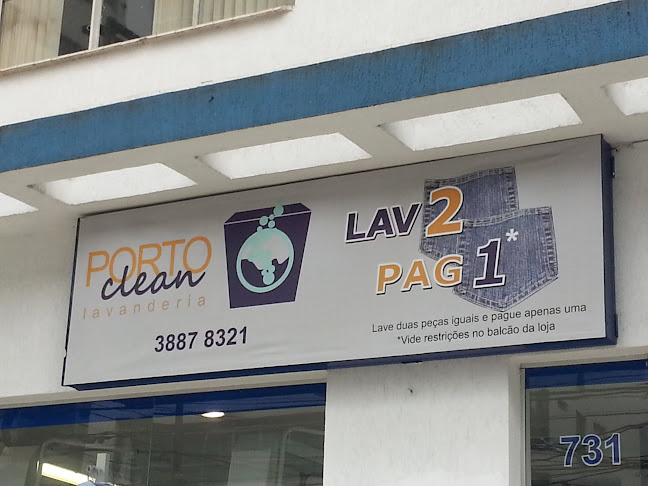 PORTO
clean
lavanderia
3887 8321
LAV 2
PAG 1*
Lave duas peças iguais e pague apenas uma
*Vide restrições no balcão da loja
731